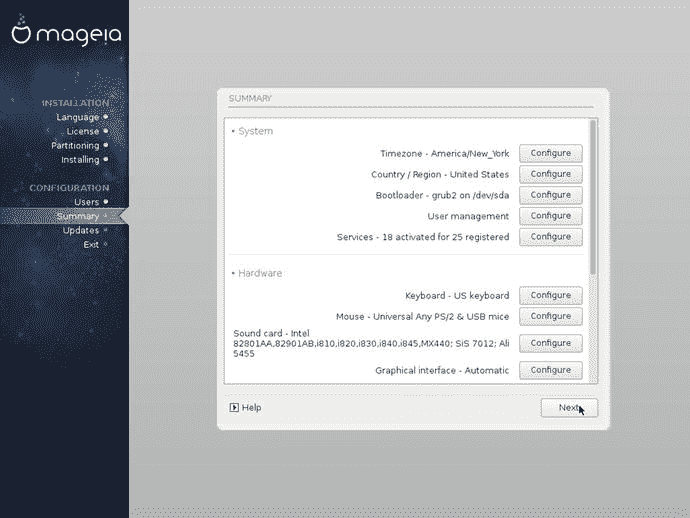 mageia
INSTALLATION
Language
License
Partitioning
Installing
CONFIGURATION
Users
Summary
Updates
Exit
SUMMARY
• System
Timezone - America/New_York Configure
Country / Region - United States Configure
Bootloader - grub2 on /dev/sda Configure
User management Configure
Services - 18 activated for 25 registered Configure
• Hardware
Keyboard - US keyboard Configure
Mouse - Universal Any PS/2 & USB mice Configure
Sound card - Intel
82801AA,82901AB,i810,i820,i830,i840,i845,MX440; SiS 7012; Ali Configure
5455
Graphical interface - Automatic Configure
Help Next